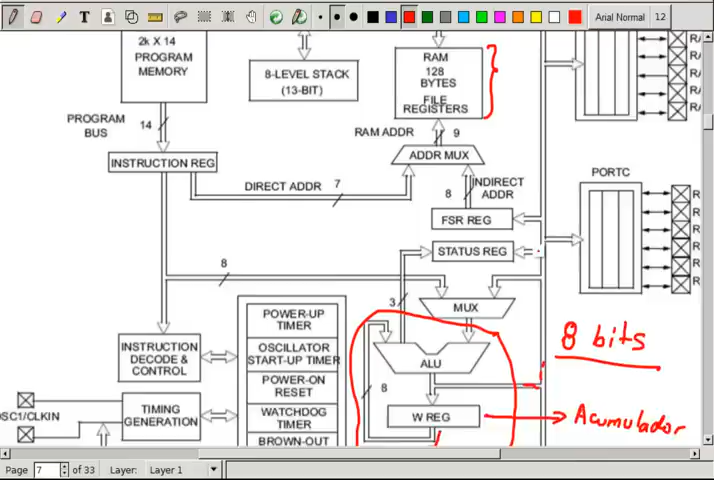 Arial Normal 12
2k X 14
PROGRAM
MEMORY
8-LEVEL STACK
(13-BIT)
RAM
128
BYTES
FILE
REGISTERS
PROGRAM
BUS
14
RAM ADDR
9
INSTRUCTION REG
ADDR MUX
DIRECT ADDR
7
8
INDIRECT
ADDR
PORTC
FSR REG
STATUS REG
8
3
MUX
POWER-UP
TIMER
8 bits
INSTRUCTION
DECODE &
CONTROL
OSCILLATOR
START-UP TIMER
ALU
POWER-ON
RESET
8
TIMING
GENERATION
WATCHDOG
TIMER
W REG
Acumulador
OSC1/CLKIN
BROWN-OUT
Page 7 of 33 Layer: Layer 1